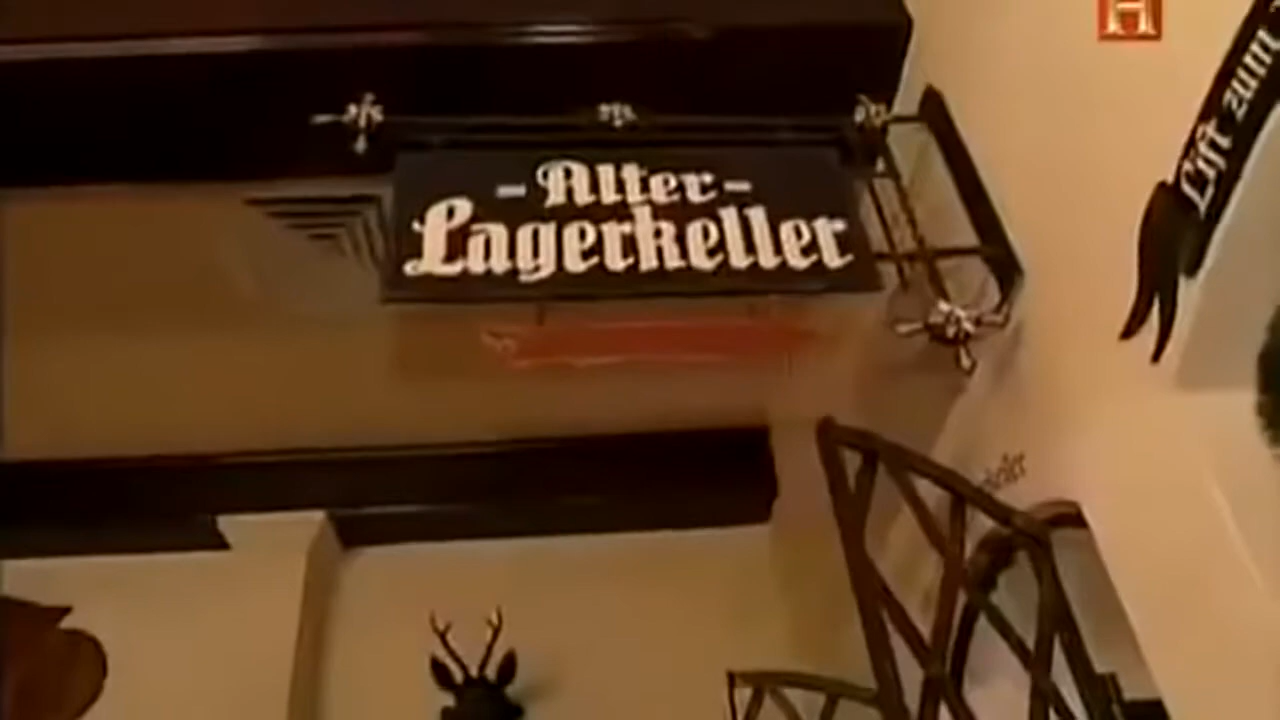 H
- Alter -
Lagerkeller
Lift zum